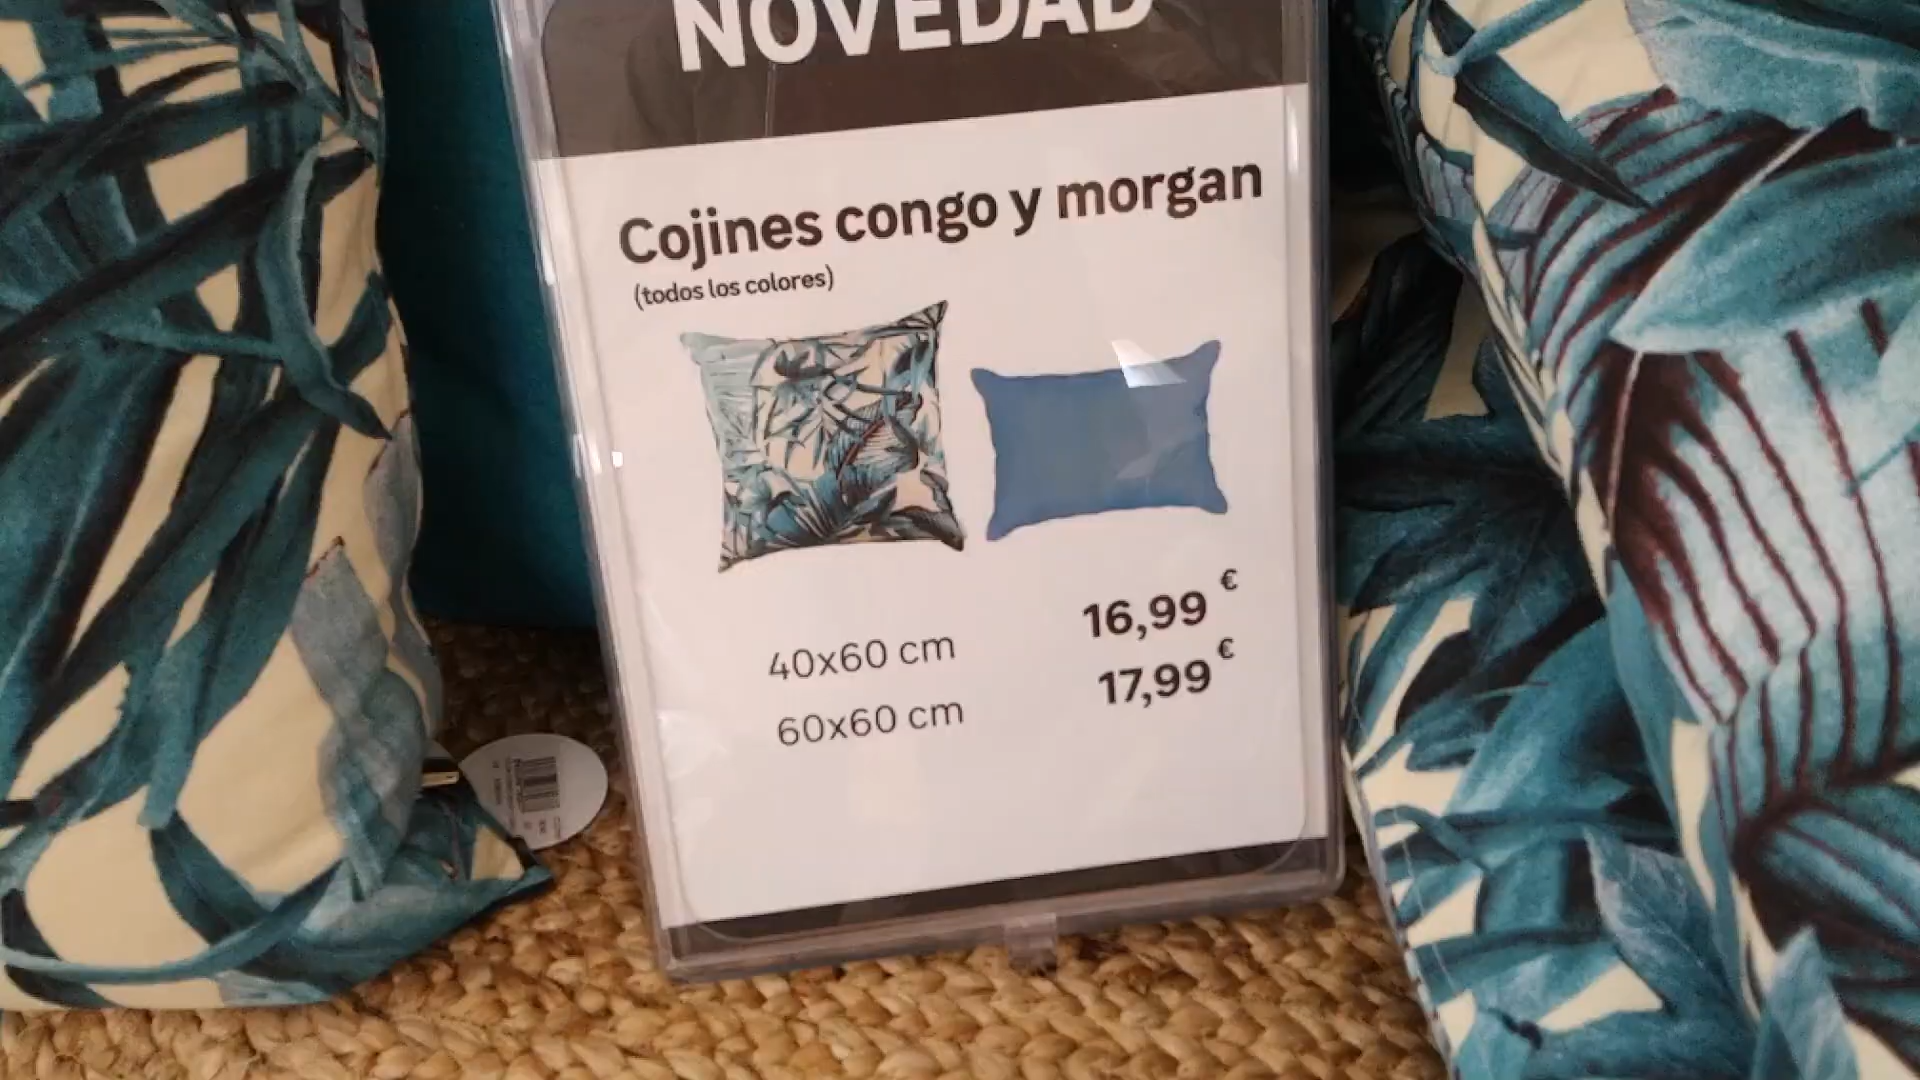 NOVEDAD
Cojines congo y morgan
(todos los colores)
40x60 cm 16,99 €
60x60 cm 17,99 €